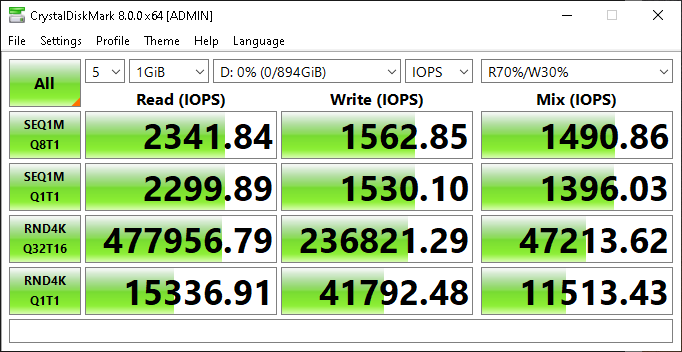 CrystalDiskMark 8.0.0 x64 [ADMIN]
File Settings Profile Theme Help Language
All 5 1GiB D: 0% (0/894GiB) IOPS R70%/W30%
Read (IOPS) Write (IOPS) Mix (IOPS)
SEQ1M
Q8T1
2341.84 1562.85 1490.86
SEQ1M
Q1T1
2299.89 1530.10 1396.03
RND4K
Q32T16
477956.79 236821.29 47213.62
RND4K
Q1T1
15336.91 41792.48 11513.43